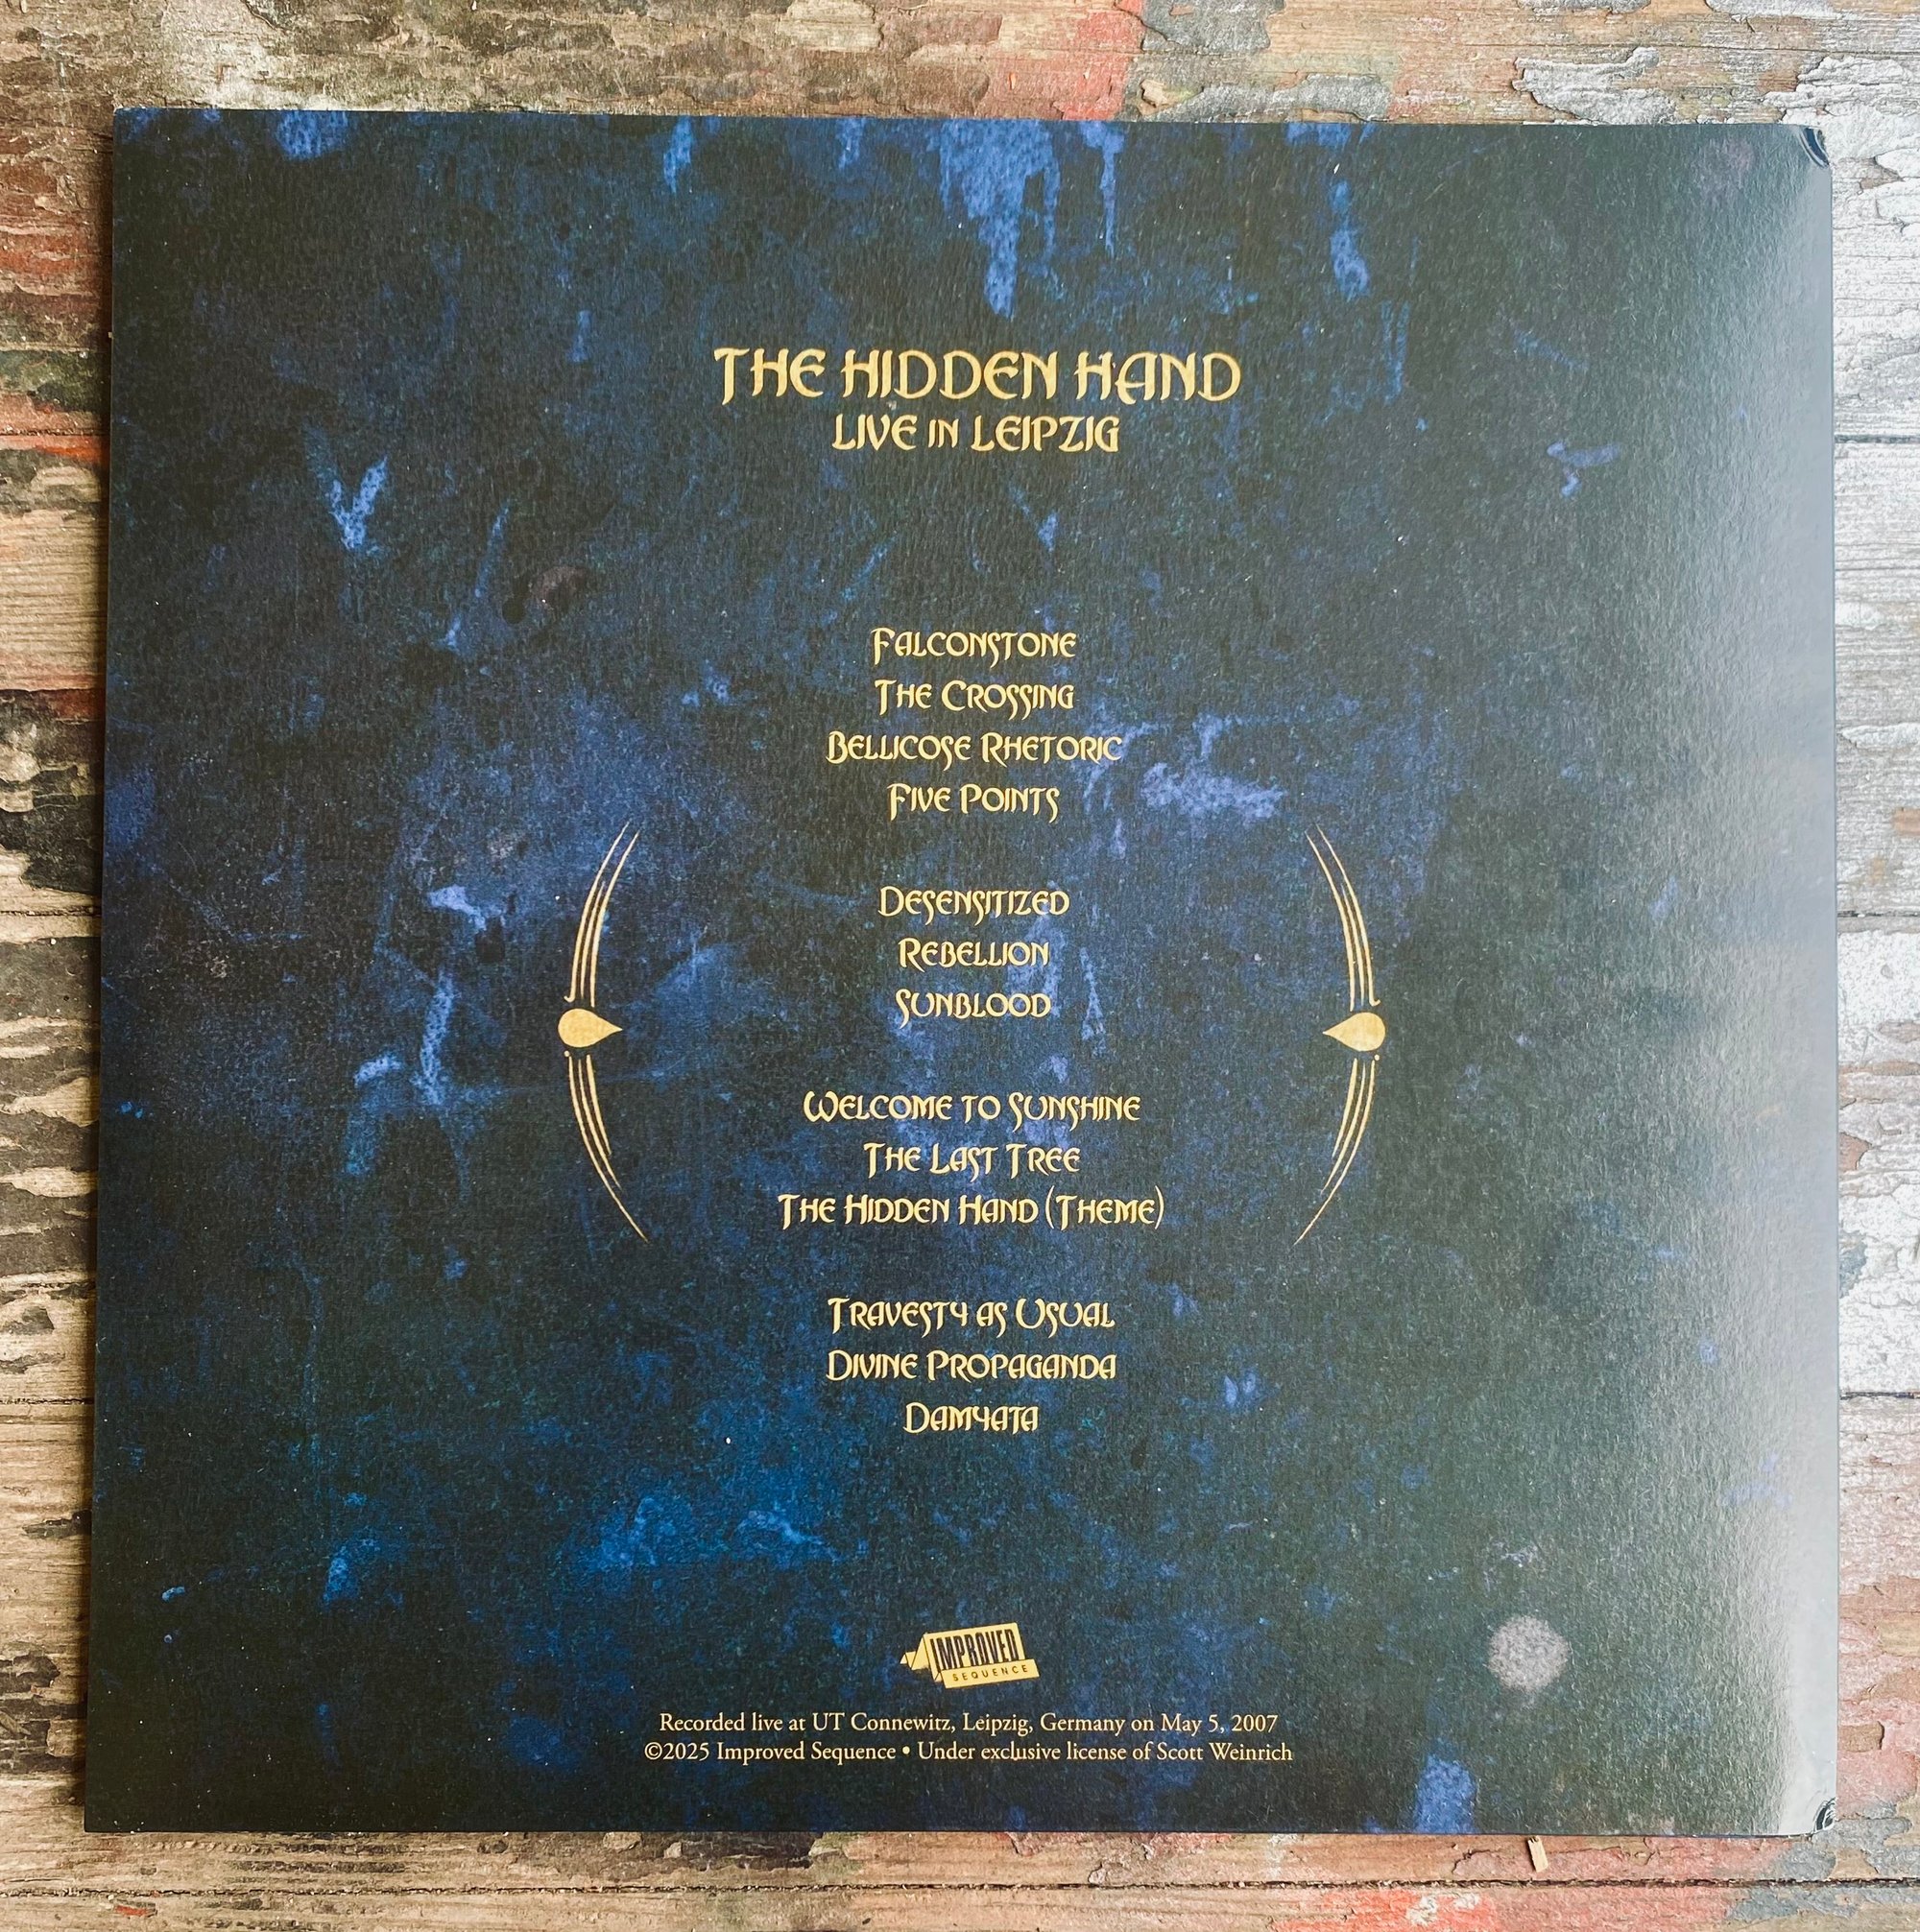 THE HIDDEN HAND
LIVE IN LEIPZIG
FALCONSTONE
THE CROSSING
BELLICOSE RHETORIC
FIVE POINTS
DESENSITIZED
REBELLION
SUNBLOOD
WELCOME TO SUNSHINE
THE LAST TREE
THE HIDDEN HAND (THEME)
TRAVESTY AS USUAL
DIVINE PROPAGANDA
DAMYATA
IMPROVED
SEQUENCE
Recorded live at UT Connewitz, Leipzig, Germany on May 5, 2007
©2025 Improved Sequence • Under exclusive license of Scott Weinrich